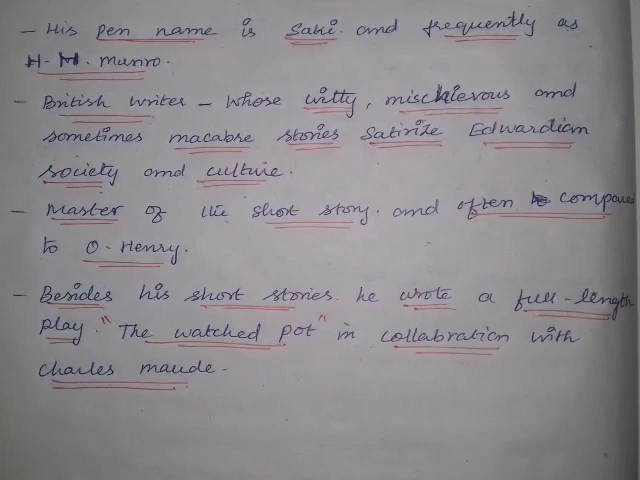 - His pen name is Saki. and frequently as
H. H. munro.
- British writer - whose witty, mischievous and
sometimes macabre stories Satirize Edwardian
society and culture.
- Master of the short story. and often compared
to O. Henry.
- Besides his short stories. he wrote a full-length
play. "The watched pot" in collabration with
Charles maude.